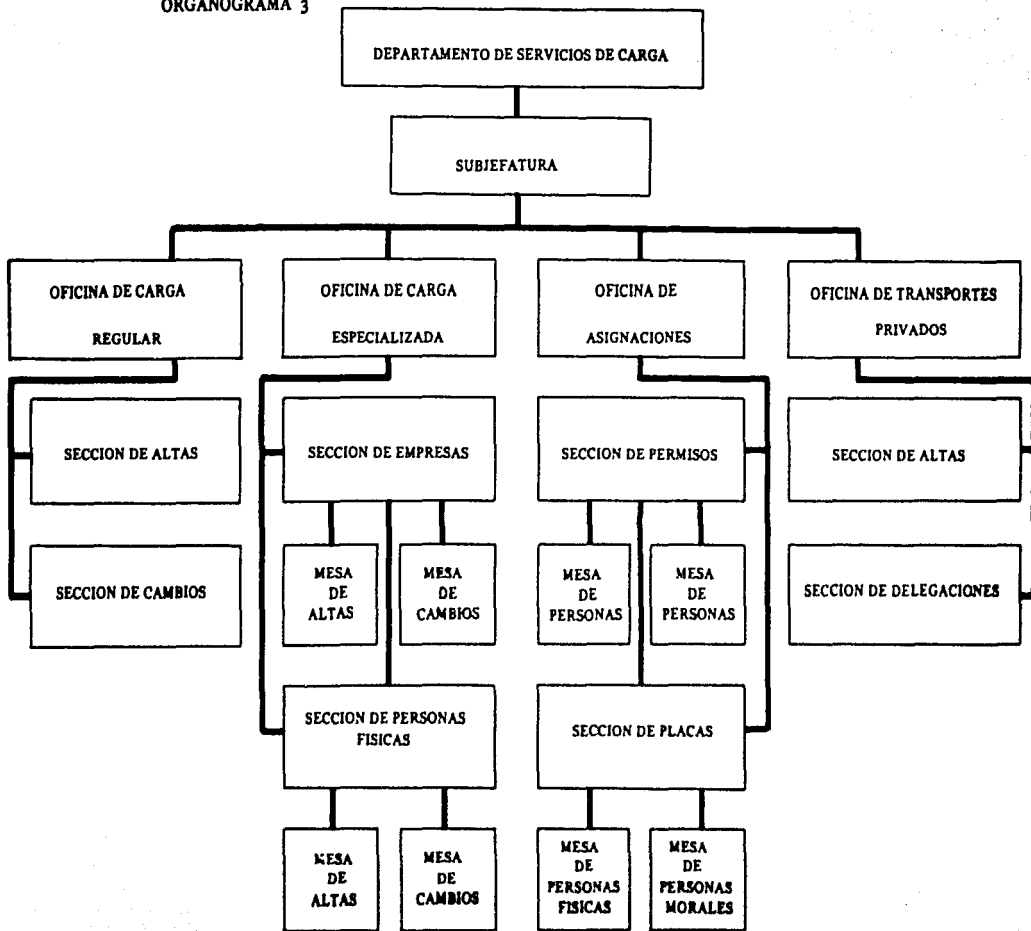 ORGANOGRAMA 3
DEPARTAMENTO DE SERVICIOS DE CARGA
SUBJEFATURA
OFICINA DE CARGA
REGULAR
OFICINA DE CARGA
ESPECIALIZADA
OFICINA DE
ASIGNACIONES
OFICINA DE TRANSPORTES
PRIVADOS
SECCION DE ALTAS
SECCION DE EMPRESAS
SECCION DE PERMISOS
SECCION DE ALTAS
SECCION DE CAMBIOS
MESA
DE
ALTAS
MESA
DE
CAMBIOS
MESA
DE
PERSONAS
MESA
DE
PERSONAS
SECCION DE DELEGACIONES
SECCION DE PERSONAS
FISICAS
SECCION DE PLACAS
MESA
DE
ALTAS
MESA
DE
CAMBIOS
MESA
DE
PERSONAS
FISICAS
MESA
DE
PERSONAS
MORALES